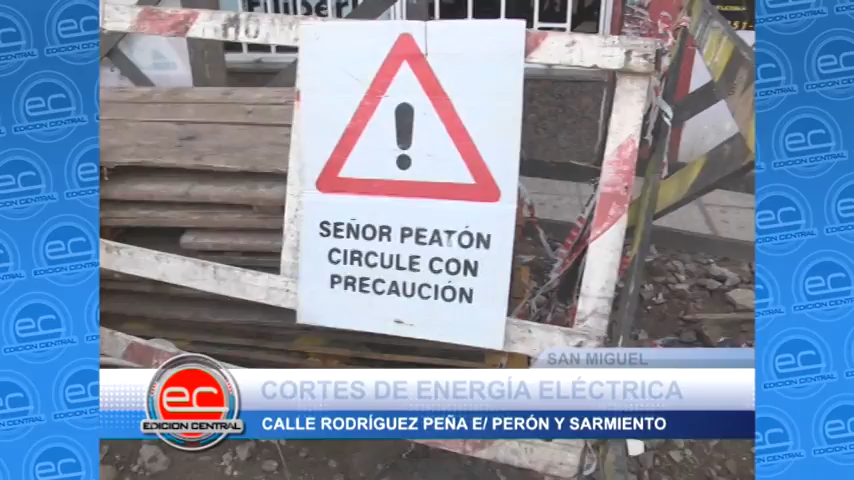 SEÑOR PEATÓN
CIRCULE CON
PRECAUCIÓN
SAN MIGUEL
CORTES DE ENERGÍA ELÉCTRICA
CALLE RODRÍGUEZ PEÑA E/ PERÓN Y SARMIENTO
ec
EDICION CENTRAL